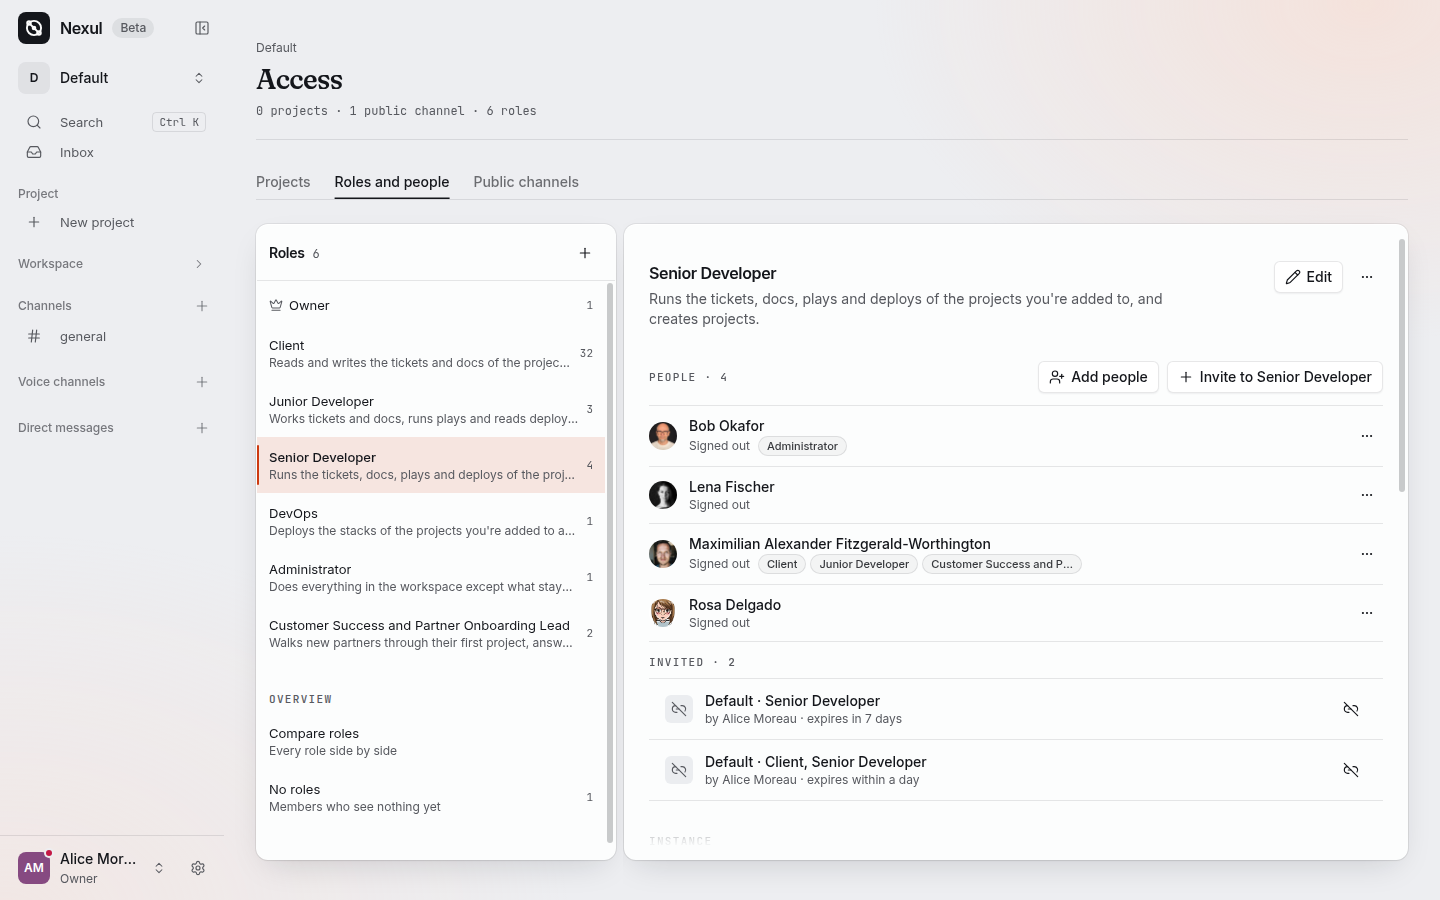 Nexul Beta
D Default
Search Ctrl K
Inbox
Project
New project
Workspace
Channels
general
Voice channels
Direct messages
AM Alice Mor...
Owner
Default
Access
0 projects · 1 public channel · 6 roles
Projects Roles and people Public channels
Roles 6
Owner 1
Client 32
Reads and writes the tickets and docs of the projec...
Junior Developer 3
Works tickets and docs, runs plays and reads deploy...
Senior Developer 4
Runs the tickets, docs, plays and deploys of the proj...
DevOps 1
Deploys the stacks of the projects you're added to a...
Administrator 1
Does everything in the workspace except what stay...
Customer Success and Partner Onboarding Lead 2
Walks new partners through their first project, answ...
OVERVIEW
Compare roles
Every role side by side
No roles 1
Members who see nothing yet
Senior Developer
Edit
Runs the tickets, docs, plays and deploys of the projects you're added to, and
creates projects.
PEOPLE · 4 Add people Invite to Senior Developer
Bob Okafor
Signed out Administrator
Lena Fischer
Signed out
Maximilian Alexander Fitzgerald-Worthington
Signed out Client Junior Developer Customer Success and P...
Rosa Delgado
Signed out
INVITED · 2
Default · Senior Developer
by Alice Moreau · expires in 7 days
Default · Client, Senior Developer
by Alice Moreau · expires within a day
INSTANCE